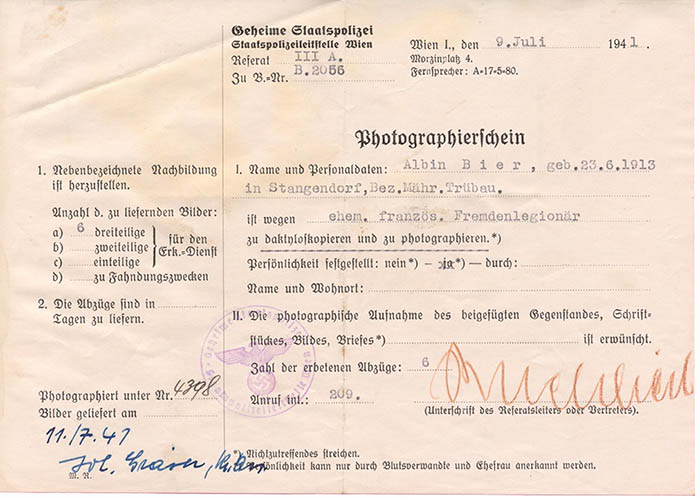 Geheime Staatspolizei
Staatspolizeileitstelle Wien
Referat III A.
Zu B.=Nr. B.2056
Wien I., den 9. Juli 1941.
Morzinplatz 4.
Fernsprecher: A-17-5-80.
Photographierschein
1. Nebenbezeichnete Nachbildung
ist herzustellen.
Anzahl d. zu liefernden Bilder:
a) 6 dreiteilige
b) zweiteilige
c) einteilige
für den
Erk.=Dienst
d) zu Fahndungszwecken
2. Die Abzüge sind in
Tagen zu liefern.
Photographiert unter Nr. 4398
Bilder geliefert am
11./7.41
M. N.
I. Name und Personaldaten: Albin Bier, geb.23.6.1913
in Stangendorf,Bez.Mähr.Trübau.
ist wegen ehem. französ. Fremdenlegionär
zu daktyloskopieren und zu photographieren.*)
Persönlichkeit festgestellt: nein*) – ja*) – durch:
Name und Wohnort:
II. Die photographische Aufnahme des beigefügten Gegenstandes, Schrift-
stückes, Bildes, Briefes*) ist erwünscht.
Zahl der erbetenen Abzüge: 6
Anruf int.: 209.
(Unterschrift des Referatsleiters oder Vertreters).
*) Nichtzutreffendes streichen.
Persönlichkeit kann nur durch Blutsverwandte und Ehefrau anerkannt werden.